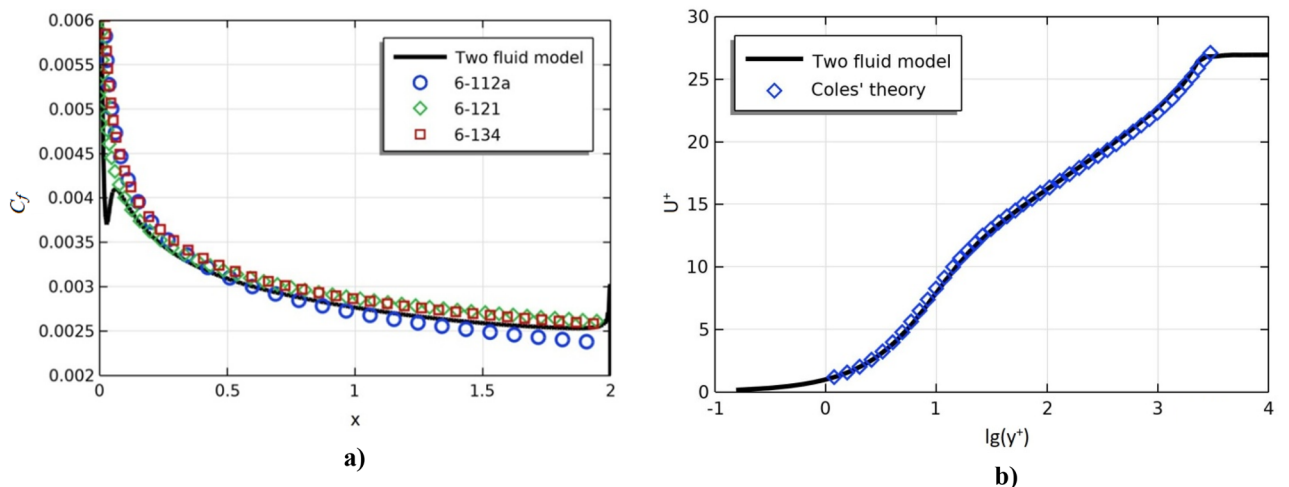 0.006
0.0055
0.005
0.0045
0.004
0.0035
0.003
0.0025
0.002
Cf
0
0.5
1
1.5
2
x
Two fluid model
6-112a
6-121
6-134
a)
30
25
20
15
10
5
0
U+
-1
0
1
2
3
4
lg(y+)
Two fluid model
Coles' theory
b)